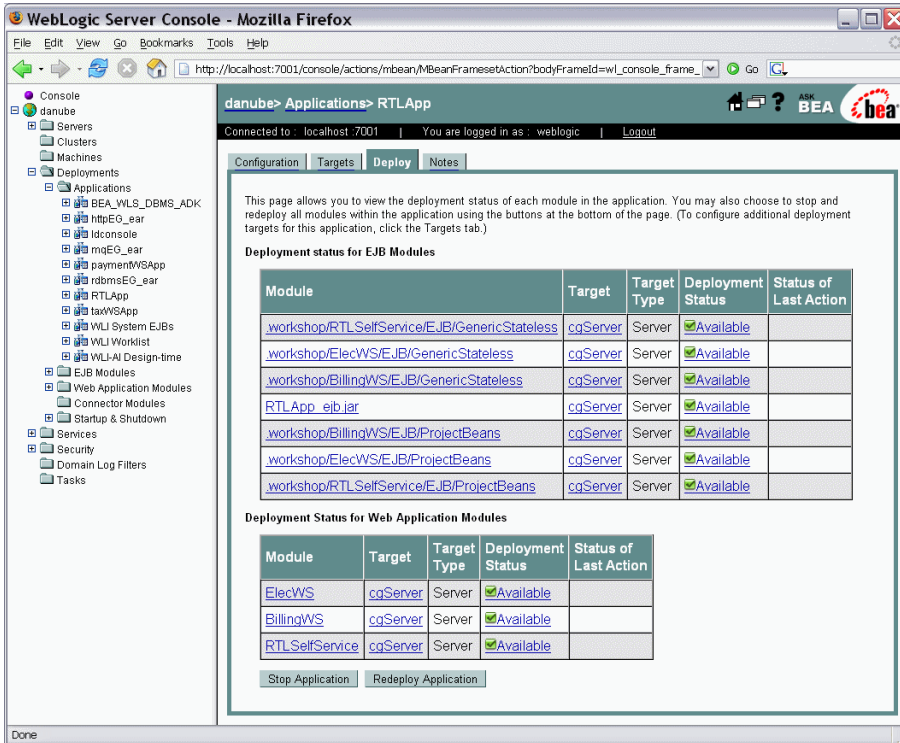 WebLogic Server Console - Mozilla Firefox
File Edit View Go Bookmarks Tools Help
http://localhost:7001/console/actions/mbean/MBeanFramesetAction?bodyFrameId=wl_console_frame_ Go G
Console
danube
Servers
Clusters
Machines
Deployments
Applications
BEA_WLS_DBMS_ADK
httpEG_ear
ldconsole
mqEG_ear
paymentWSApp
rdbmsEG_ear
RTLApp
taxWSApp
WLI System EJBs
WLI Worklist
WLI-AI Design-time
EJB Modules
Web Application Modules
Connector Modules
Startup & Shutdown
Services
Security
Domain Log Filters
Tasks
danube> Applications> RTLApp ? ASK BEA bea
Connected to : localhost :7001 | You are logged in as : weblogic | Logout
Configuration Targets Deploy Notes
This page allows you to view the deployment status of each module in the application. You may also choose to stop and
redeploy all modules within the application using the buttons at the bottom of the page. (To configure additional deployment
targets for this application, click the Targets tab.)
Deployment status for EJB Modules
Module Target Target Type Deployment Status Status of Last Action
.workshop/RTLSelfService/EJB/GenericStateless cgServer Server Available
.workshop/ElecWS/EJB/GenericStateless cgServer Server Available
.workshop/BillingWS/EJB/GenericStateless cgServer Server Available
RTLApp_ejb.jar cgServer Server Available
.workshop/BillingWS/EJB/ProjectBeans cgServer Server Available
.workshop/ElecWS/EJB/ProjectBeans cgServer Server Available
.workshop/RTLSelfService/EJB/ProjectBeans cgServer Server Available
Deployment Status for Web Application Modules
Module Target Target Type Deployment Status Status of Last Action
ElecWS cgServer Server Available
BillingWS cgServer Server Available
RTLSelfService cgServer Server Available
Stop Application Redeploy Application
Done